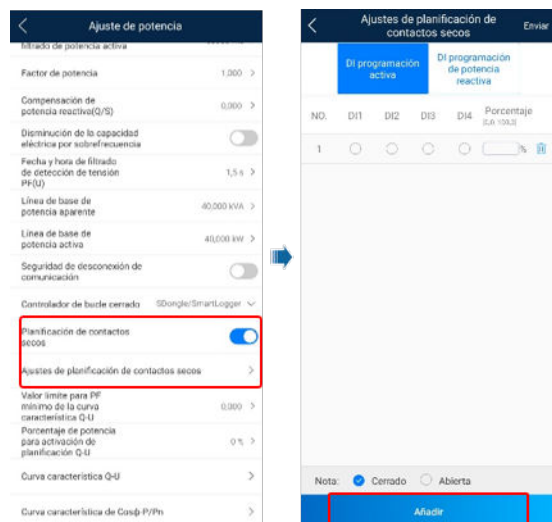 Ajuste de potencia
filtrado de potencia activa
Factor de potencia 1,000
Compensación de
potencia reactiva(Q/S) 0,000
Disminución de la capacidad
eléctrica por sobrefrecuencia
Fecha y hora de filtrado
de detección de tensión 1,5 s
PF(U)
Línea de base de
potencia aparente 40,000 kVA
Línea de base de
potencia activa 40,000 kW
Seguridad de desconexión de
comunicación
Controlador de bucle cerrado SDongle/SmartLogger
Planificación de contactos
secos
Ajustes de planificación de contactos secos
Valor límite para PF
mínimo de la curva 0,000
característica Q-U
Porcentaje de potencia
para activación de 0 %
planificación Q-U
Curva característica Q-U
Curva característica de Cosφ-P/Pn
Ajustes de planificación de
contactos secos
Enviar
DI programación
activa
DI programación
de potencia
reactiva
NO. DI1 DI2 DI3 DI4 Porcentaje
1 %
Nota: Cerrado Abierta
Añadir